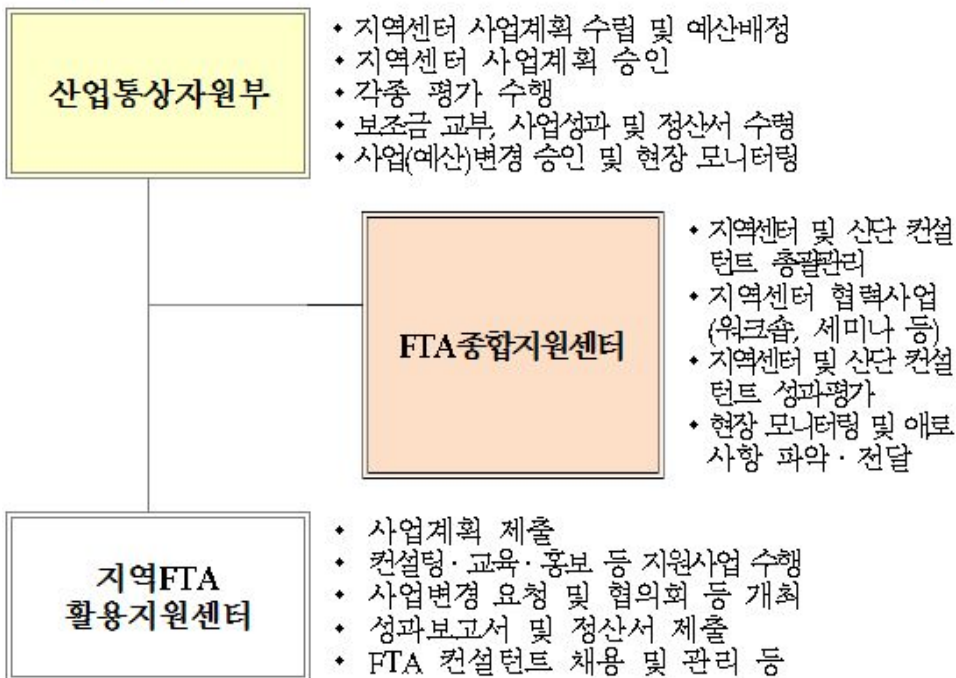 산업통상자원부
◆ 지역센터 사업계획 수립 및 예산배정
◆ 지역센터 사업계획 승인
◆ 각종 평가 수행
◆ 보조금 교부, 사업성과 및 정산서 수령
◆ 사업(예산)변경 승인 및 현장 모니터링
FTA종합지원센터
◆ 지역센터 및 산단 컨설
턴트 총괄관리
◆ 지역센터 협력사업
(워크숍, 세미나 등)
◆ 지역센터 및 산단 컨설
턴트 성과평가
◆ 현장 모니터링 및 애로
사항 파악 · 전달
지역FTA
활용지원센터
◆ 사업계획 제출
◆ 컨설팅 · 교육 · 홍보 등 지원사업 수행
◆ 사업변경 요청 및 협의회 등 개최
◆ 성과보고서 및 정산서 제출
◆ FTA 컨설턴트 채용 및 관리 등